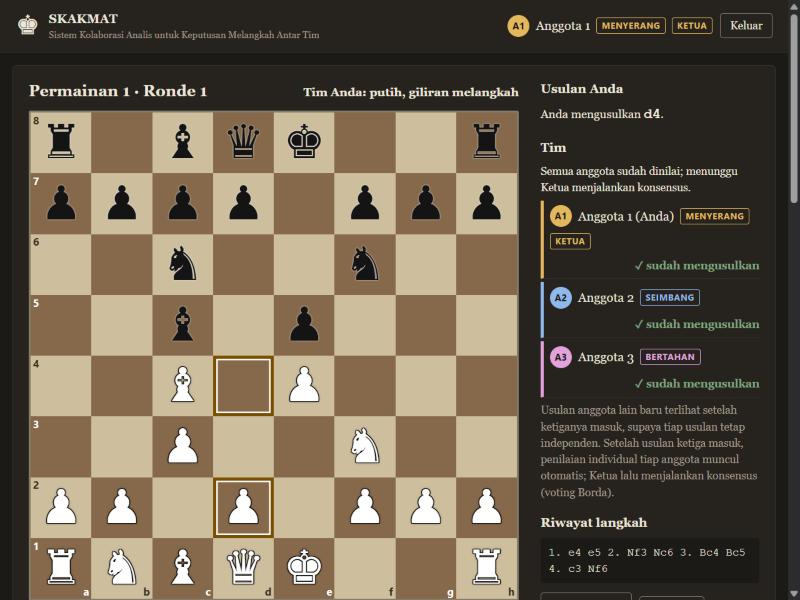 SKAKMAT
Sistem Kolaborasi Analis untuk Keputusan Melangkah Antar Tim
A1 Anggota 1 MENYERANG KETUA Keluar
Permainan 1 · Ronde 1
Tim Anda: putih, giliran melangkah
8
7
6
5
4
3
2
1
a b c d e f g h
Usulan Anda
Anda mengusulkan d4.
Tim
Semua anggota sudah dinilai; menunggu
Ketua menjalankan konsensus.
A1 Anggota 1 (Anda) MENYERANG
KETUA
✓ sudah mengusulkan
A2 Anggota 2 SEIMBANG
✓ sudah mengusulkan
A3 Anggota 3 BERTAHAN
✓ sudah mengusulkan
Usulan anggota lain baru terlihat setelah
ketiganya masuk, supaya tiap usulan tetap
independen. Setelah usulan ketiga masuk,
penilaian individual tiap anggota muncul
otomatis; Ketua lalu menjalankan konsensus
(voting Borda).
Riwayat langkah
1. e4 e5 2. Nf3 Nc6 3. Bc4 Bc5
4. c3 Nf6